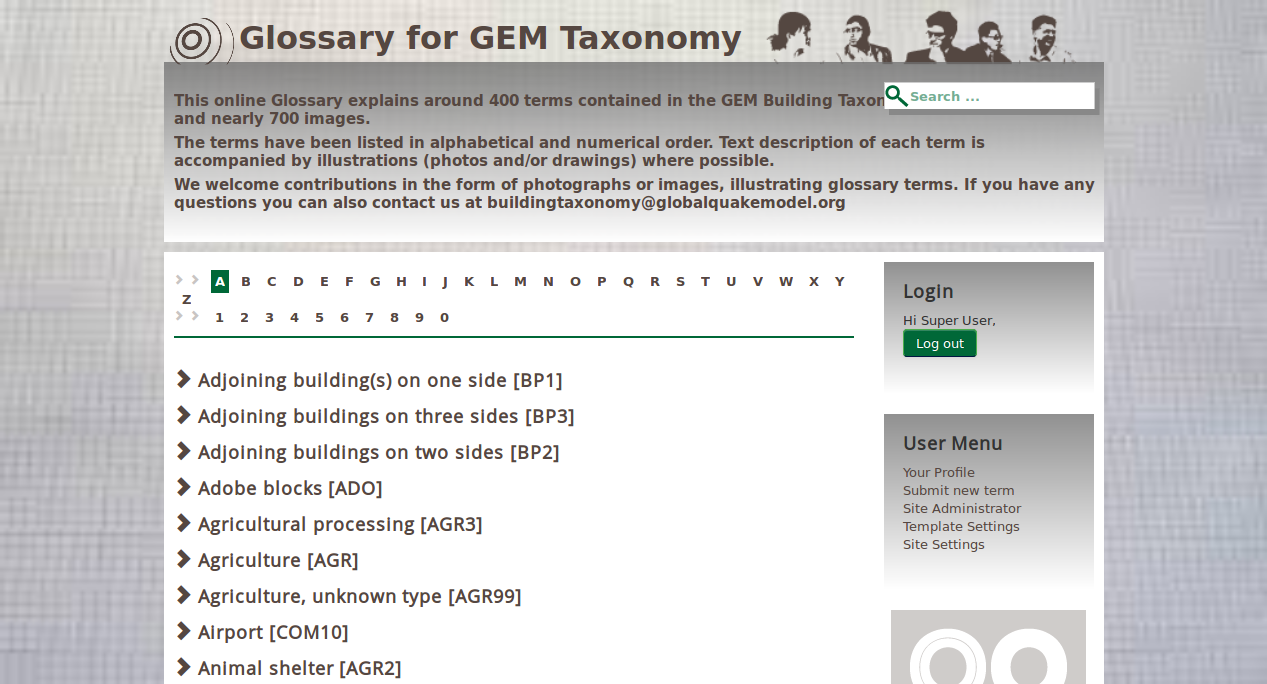 Glossary for GEM Taxonomy
Search ...
This online Glossary explains around 400 terms contained in the GEM Building
and nearly 700 images.
The terms have been listed in alphabetical and numerical order. Text description of each term is
accompanied by illustrations (photos and/or drawings) where possible.
We welcome contributions in the form of photographs or images, illustrating glossary terms. If you have any
questions you can also contact us at buildingtaxonomy@globalquakemodel.org
A B C D E F G H I J K L M N O P Q R S T U V W X Y
Z
1 2 3 4 5 6 7 8 9 0
Adjoining building(s) on one side [BP1]
Adjoining buildings on three sides [BP3]
Adjoining buildings on two sides [BP2]
Adobe blocks [ADO]
Agricultural processing [AGR3]
Agriculture [AGR]
Agriculture, unknown type [AGR99]
Airport [COM10]
Animal shelter [AGR2]
Login
Hi Super User,
Log out
User Menu
Your Profile
Submit new term
Site Administrator
Template Settings
Site Settings